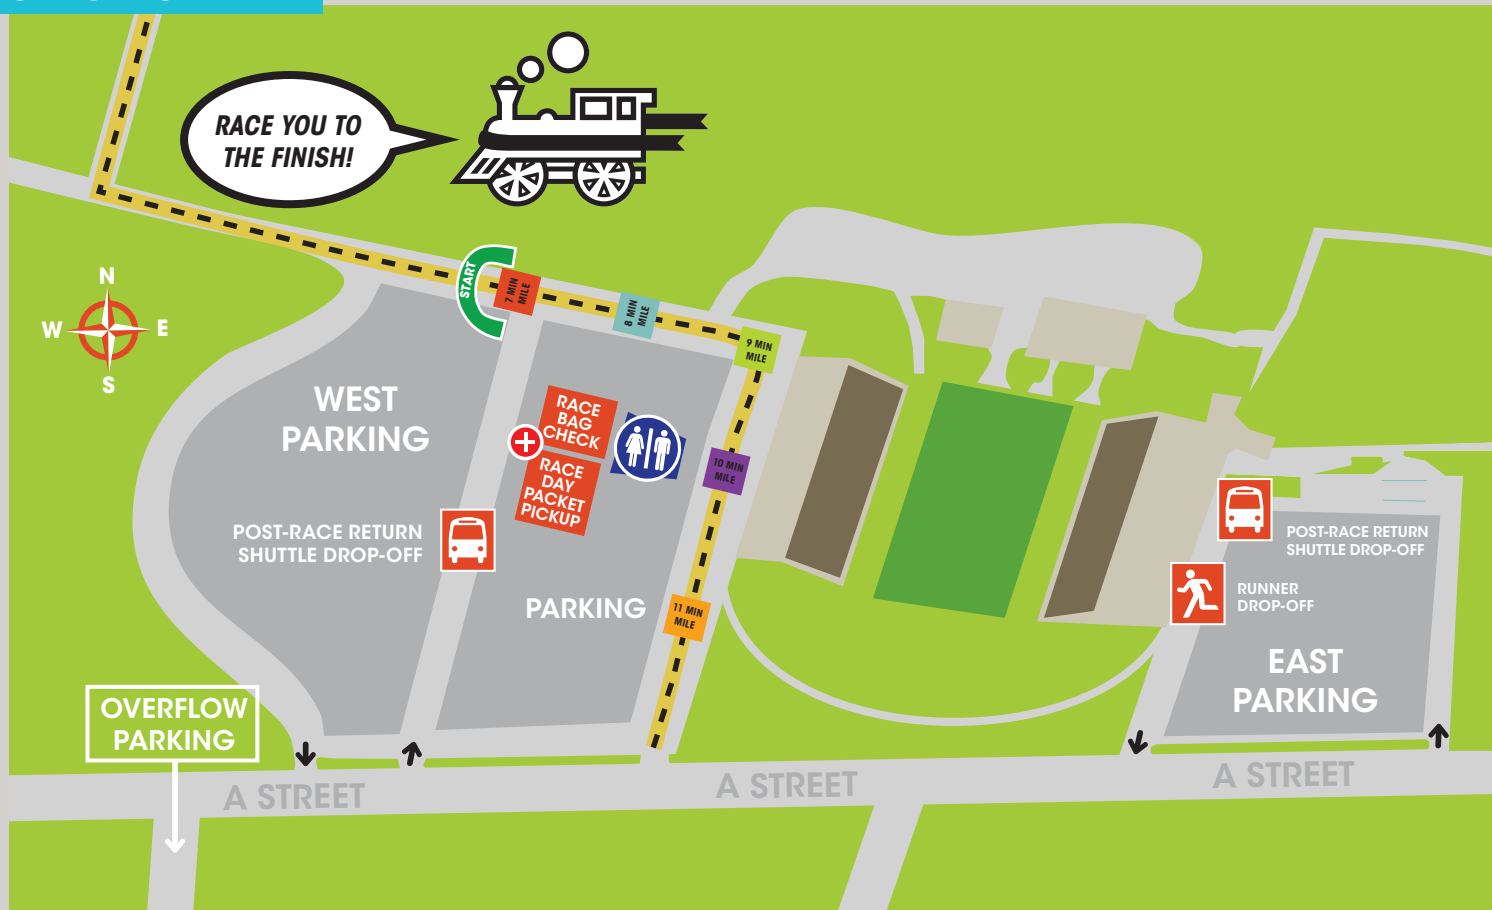 RACE YOU TO
THE FINISH!
N
W
E
S
START
7 MIN
MILE
8 MIN
MILE
9 MIN
MILE
10 MIN
MILE
11 MIN
MILE
WEST
PARKING
RACE
BAG
CHECK
RACE
DAY
PACKET
PICKUP
POST-RACE RETURN
SHUTTLE DROP-OFF
PARKING
POST-RACE RETURN
SHUTTLE DROP-OFF
RUNNER
DROP-OFF
EAST
PARKING
OVERFLOW
PARKING
A STREET
A STREET
A STREET